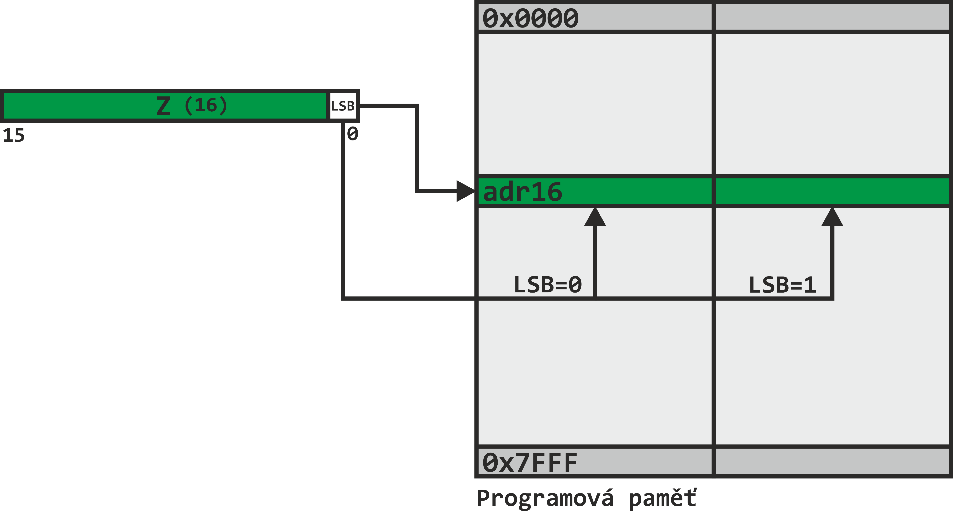 0x0000
Z (16)
LSB
15
0
adr16
LSB=0
LSB=1
0x7FFF
Programová paměť